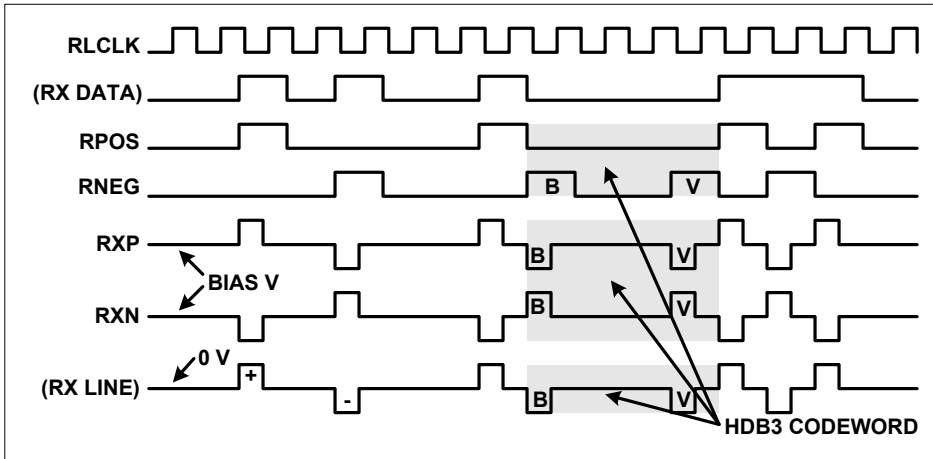 RLCLK
(RX DATA)
RPOS
RNEG B V
RXP B V
BIAS V
RXN B V
0 V
(RX LINE) + - B V
HDB3 CODEWORD